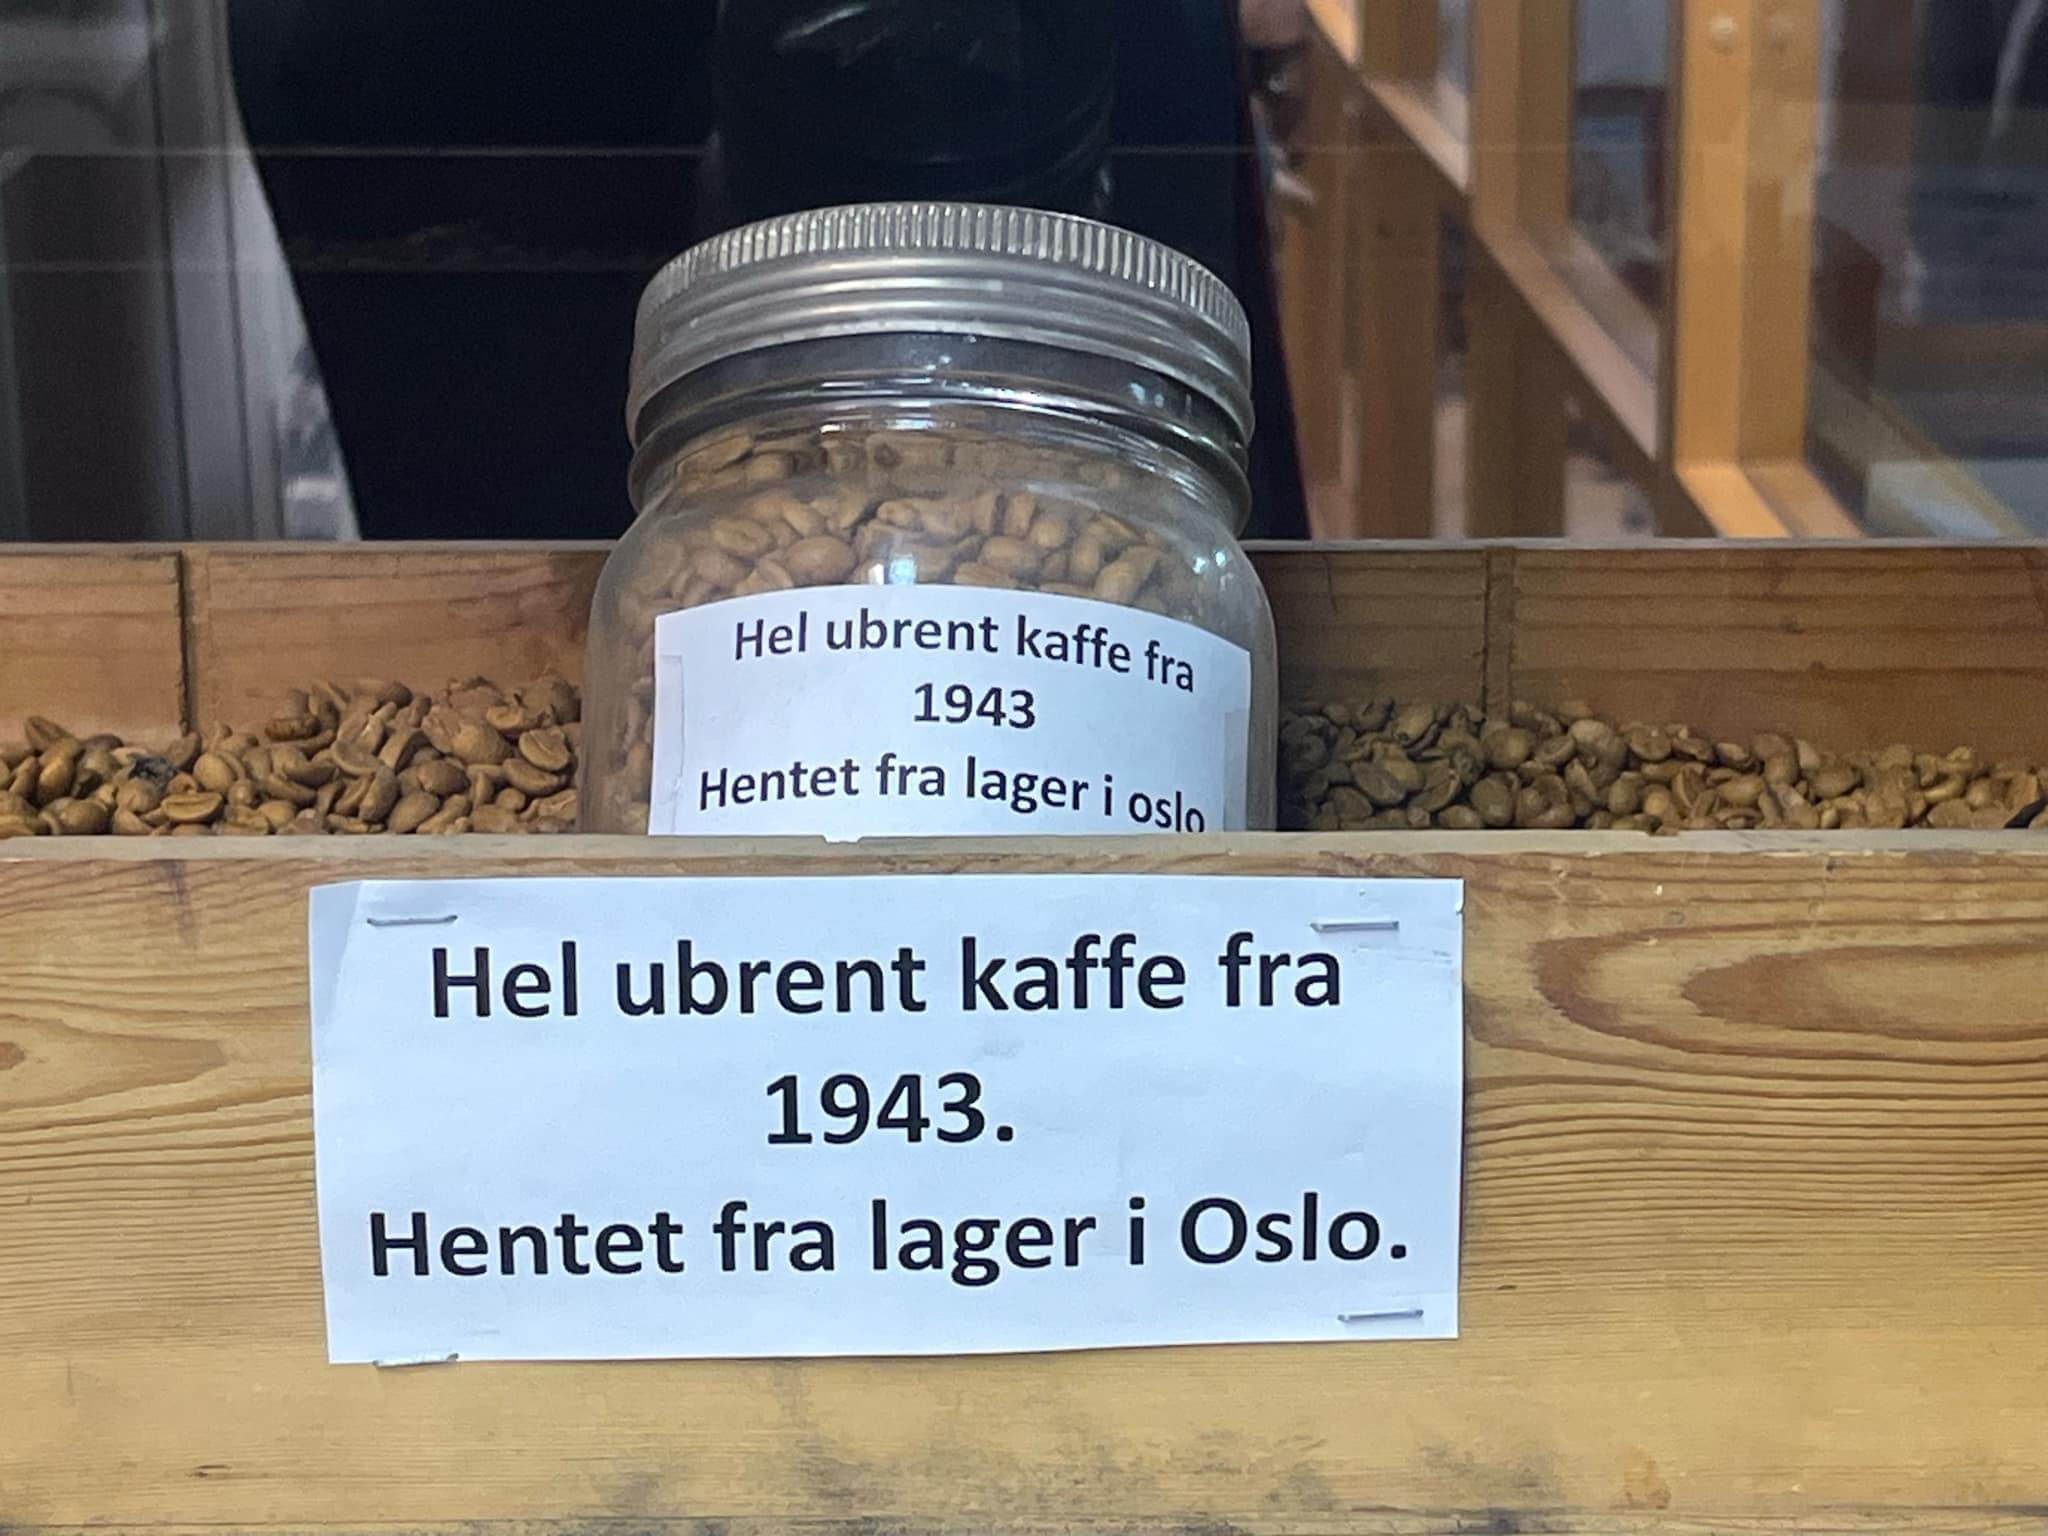 Hel ubrent kaffe fra
1943
Hentet fra lager i oslo
Hel ubrent kaffe fra
1943.
Hentet fra lager i Oslo.